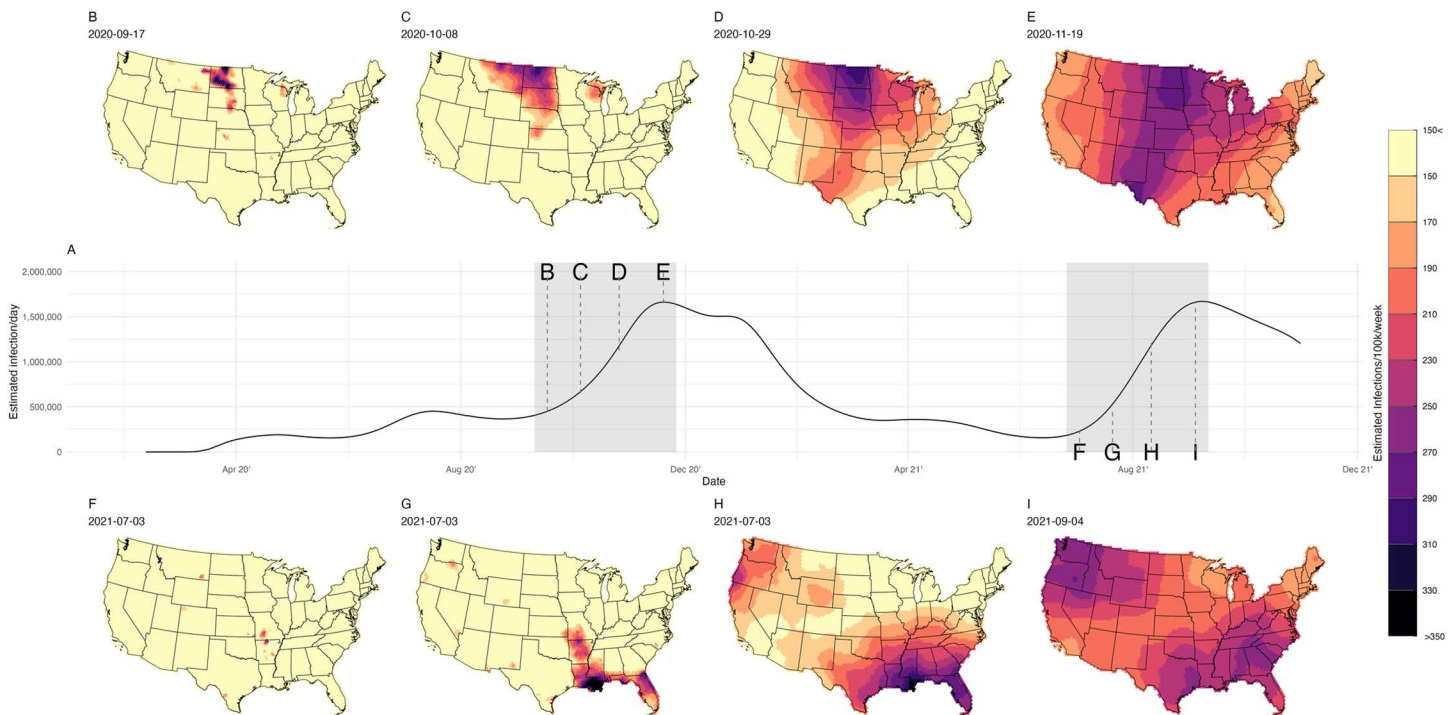 B
2020-09-17
C
2020-10-08
D
2020-10-29
E
2020-11-19
A
Estimated infection/day
2,000,000
1,500,000
1,000,000
500,000
0
B
C
D
E
F
G
H
I
Apr 20'
Aug 20'
Dec 20'
Apr 21'
Aug 21'
Dec 21'
Date
Estimated Infections/100k/week
150<
150
170
190
210
230
250
270
290
310
330
>350
F
2021-07-03
G
2021-07-03
H
2021-07-03
I
2021-09-04